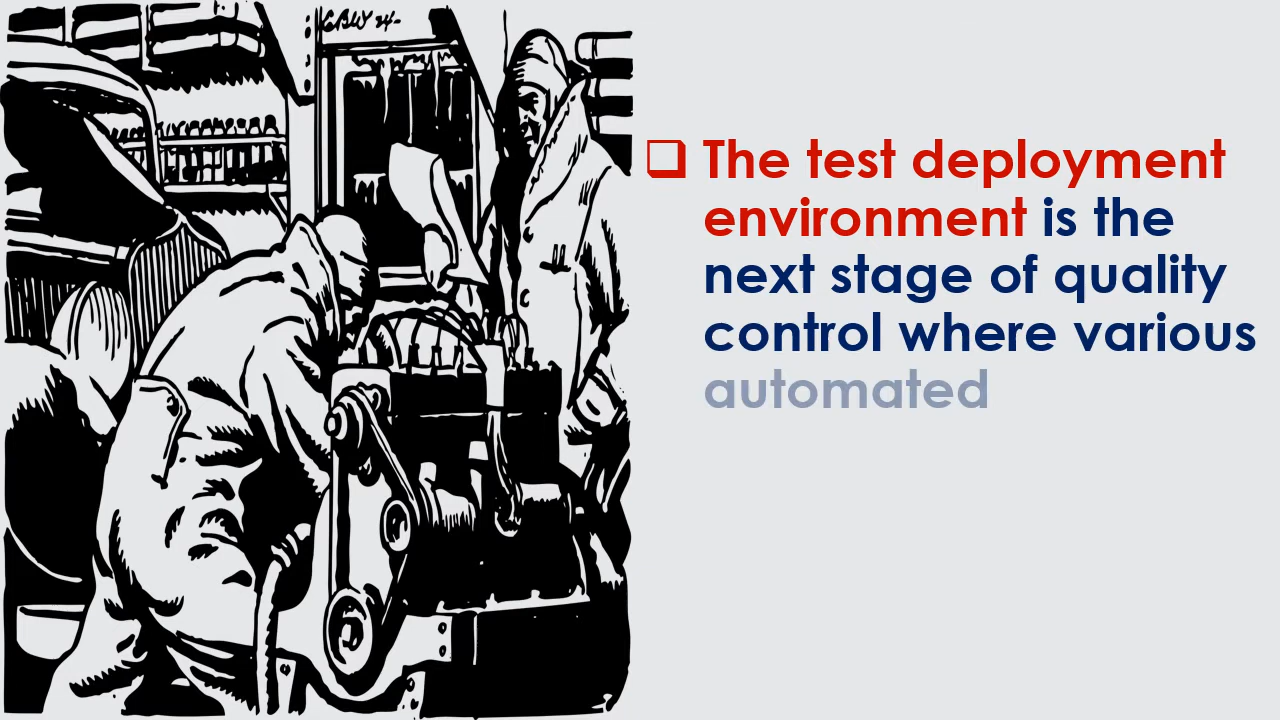 The test deployment
environment is the
next stage of quality
control where various
automated